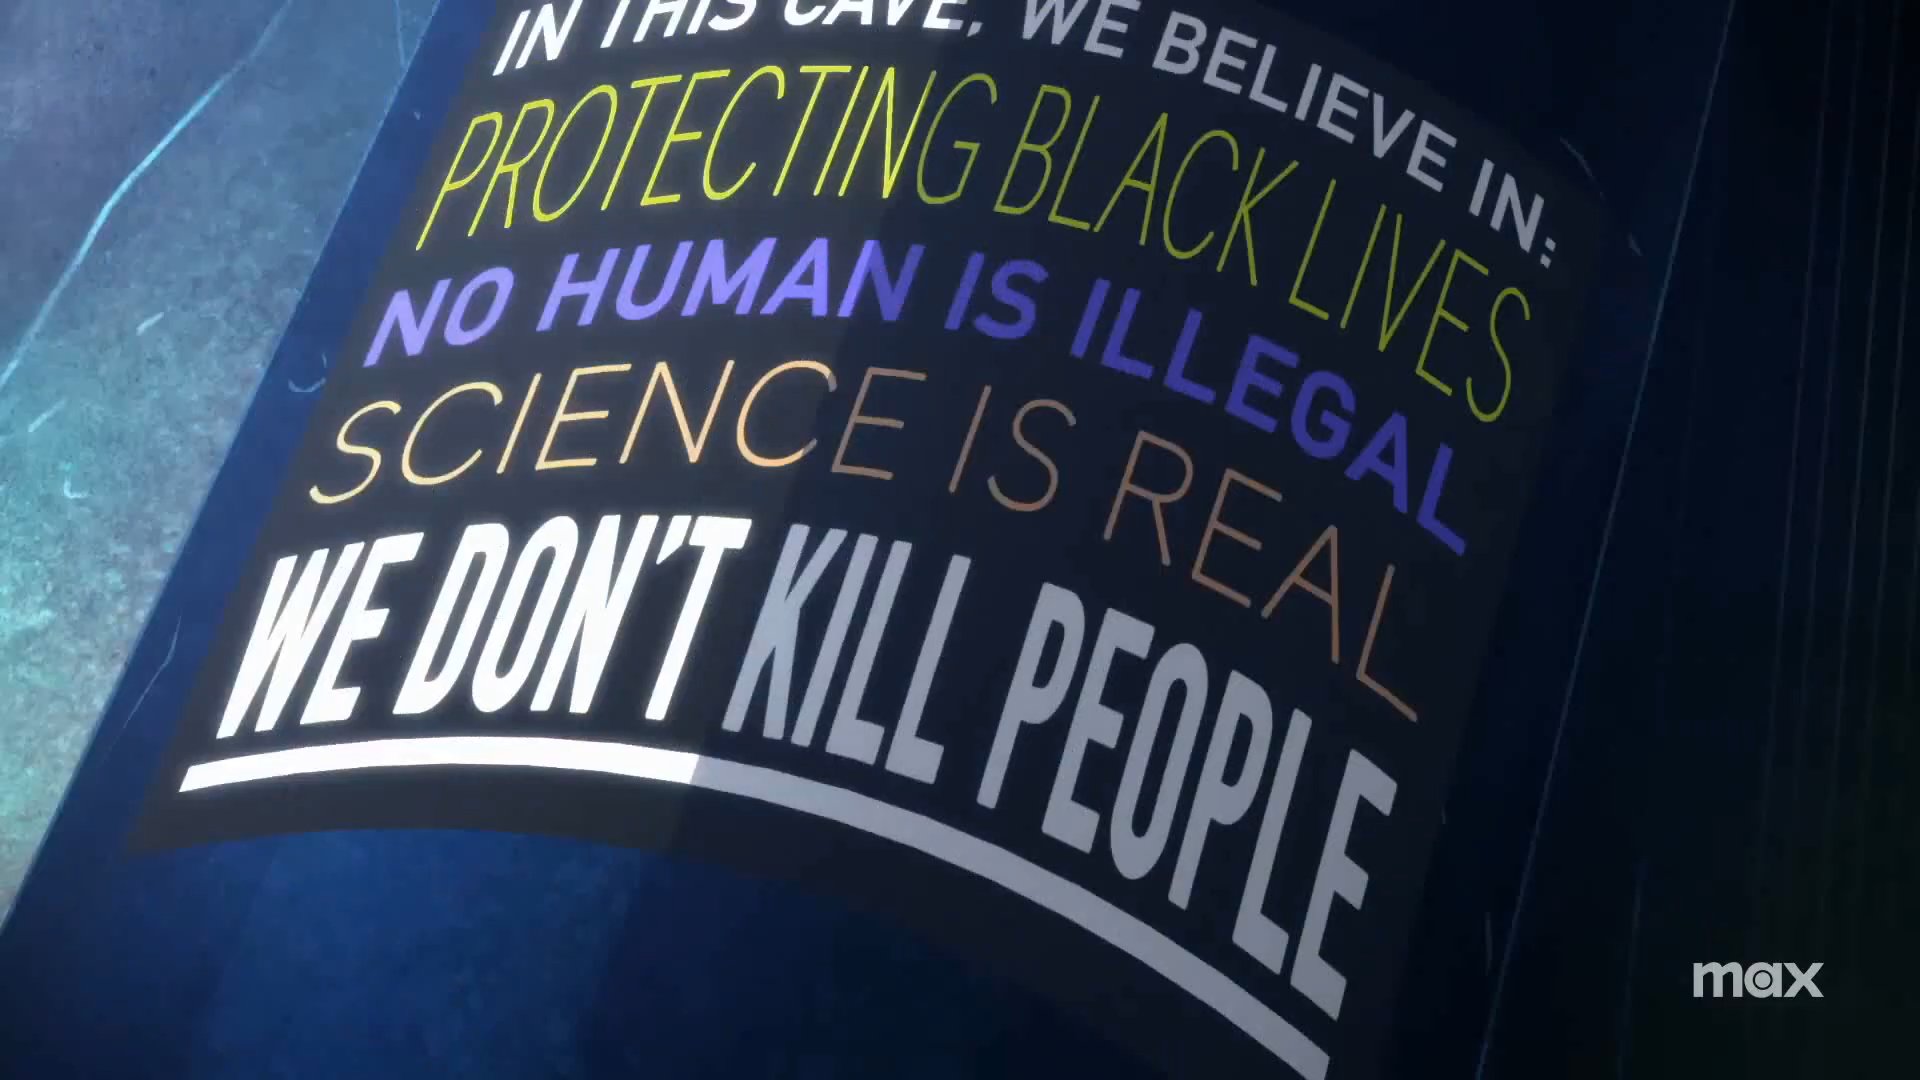 IN THIS CAVE, WE BELIEVE IN:
PROTECTING BLACK LIVES
NO HUMAN IS ILLEGAL
SCIENCE IS REAL
WE DON'T KILL PEOPLE
max